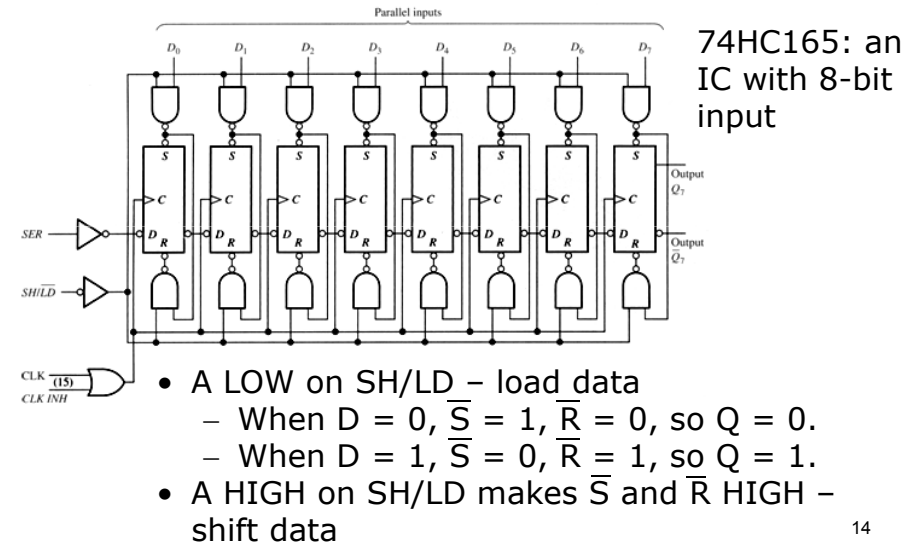 Parallel inputs
D₀ D₁ D₂ D₃ D₄ D₅ D₆ D₇
74HC165: an
IC with 8-bit
input
S S S S S S S S
Output
Q₇
C C C C C C C C
SER
D D D D D D D D
R R R R R R R R
Output
Q̅₇
SH/L̅D̅
CLK
(15)
CLK INH
• A LOW on SH/LD – load data
– When D = 0, S̅ = 1, R̅ = 0, so Q = 0.
– When D = 1, S̅ = 0, R̅ = 1, so Q = 1.
• A HIGH on SH/LD makes S̅ and R̅ HIGH –
shift data
14